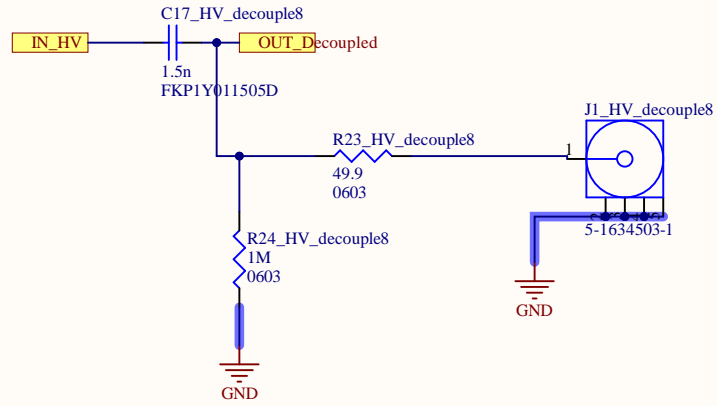 C17_HV_decouple8
IN_HV
OUT_Decoupled
1.5n
FKP1Y011505D
J1_HV_decouple8
R23_HV_decouple8
1
49.9
0603
5-1634503-1
R24_HV_decouple8
1M
0603
GND
GND